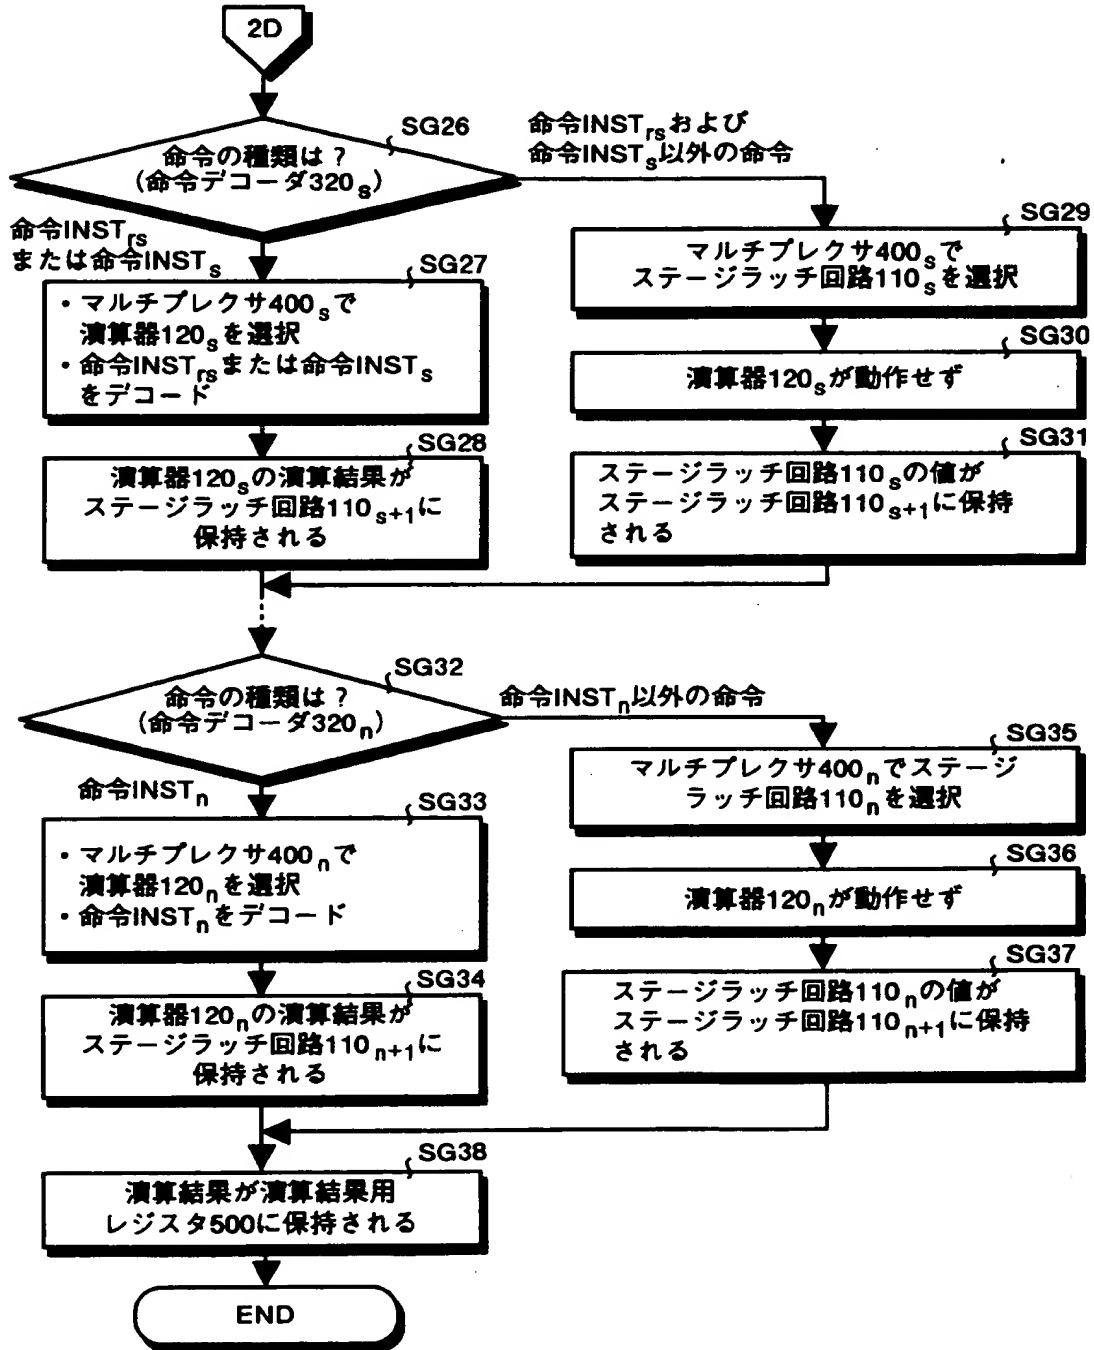 2D
SG26
命令の種類は？
（命令デコーダ320s）
命令INSTrsおよび
命令INSTs以外の命令
命令INSTrs
または命令INSTs
SG27
・マルチプレクサ400sで
演算器120sを選択
・命令INSTrsまたは命令INSTs
をデコード
SG28
演算器120sの演算結果が
ステージラッチ回路110s+1に
保持される
SG29
マルチプレクサ400sで
ステージラッチ回路110sを選択
SG30
演算器120sが動作せず
SG31
ステージラッチ回路110sの値が
ステージラッチ回路110s+1に保持
される
SG32
命令の種類は？
（命令デコーダ320n）
命令INSTn以外の命令
命令INSTn
SG33
・マルチプレクサ400nで
演算器120nを選択
・命令INSTnをデコード
SG34
演算器120nの演算結果が
ステージラッチ回路110n+1に
保持される
SG35
マルチプレクサ400nでステージ
ラッチ回路110nを選択
SG36
演算器120nが動作せず
SG37
ステージラッチ回路110nの値が
ステージラッチ回路110n+1に保持
される
SG38
演算結果が演算結果用
レジスタ500に保持される
END